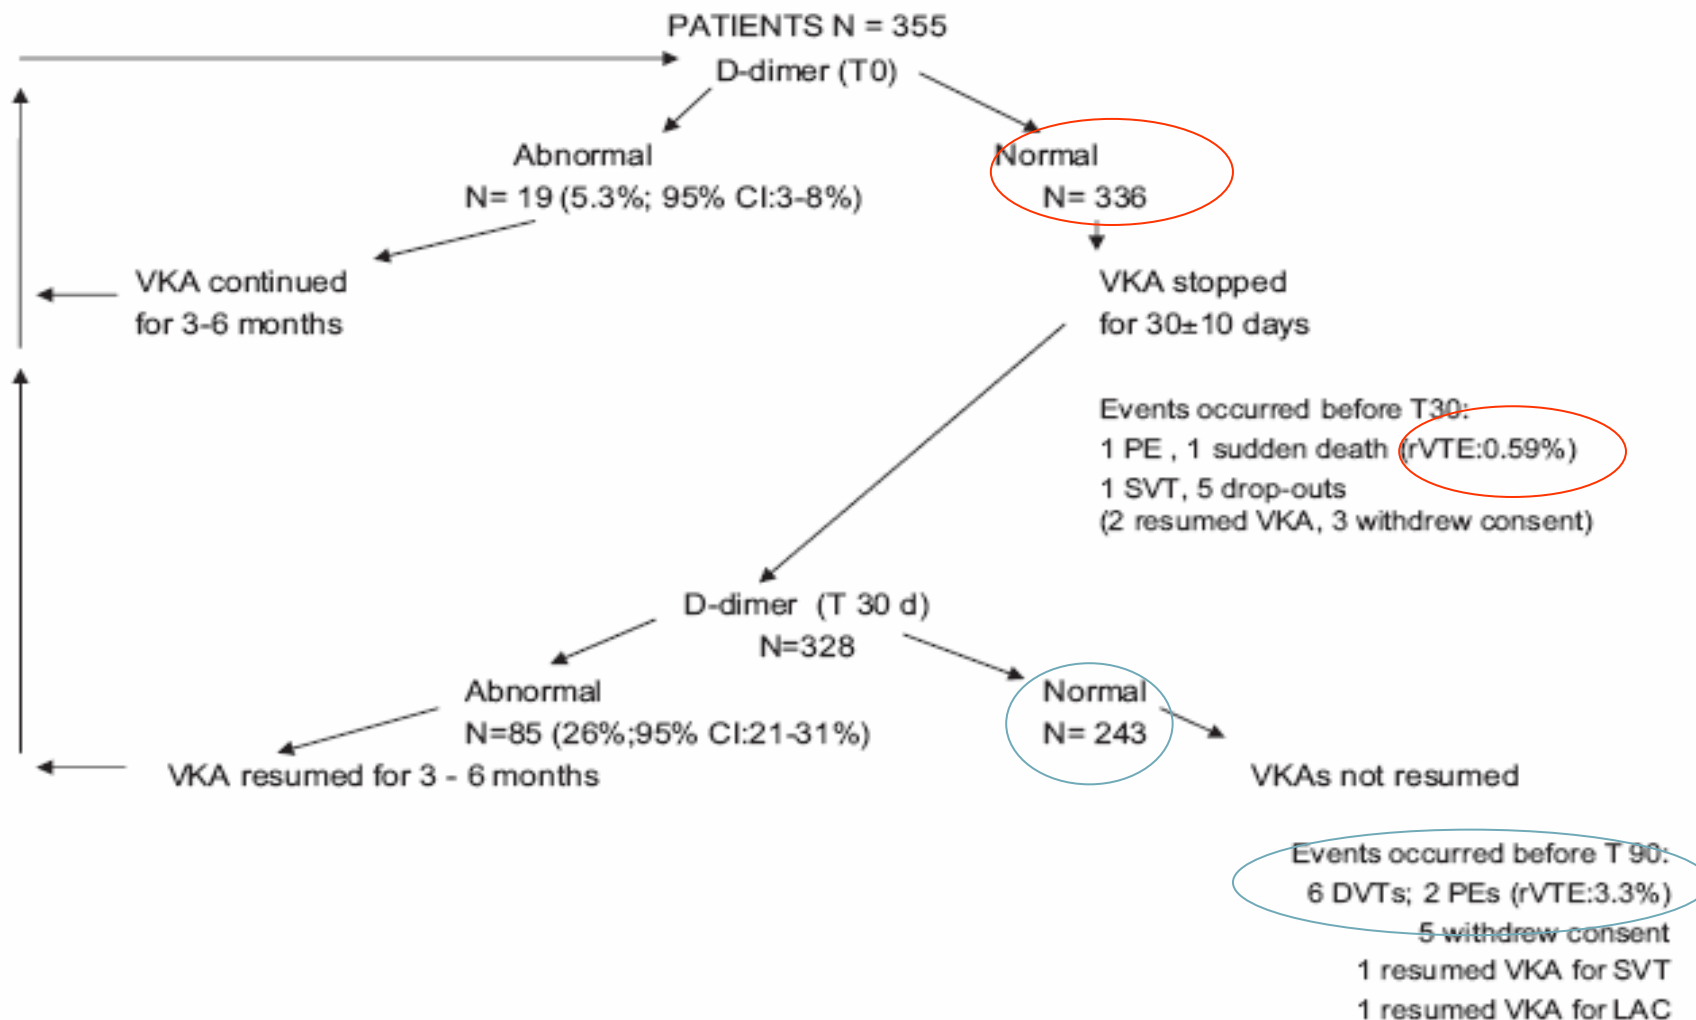 PATIENTS N = 355
D-dimer (T0)
Abnormal
N= 19 (5.3%; 95% CI:3-8%)
Normal
N= 336
VKA continued
for 3-6 months
VKA stopped
for 30±10 days
Events occurred before T30:
1 PE , 1 sudden death (rVTE:0.59%)
1 SVT, 5 drop-outs
(2 resumed VKA, 3 withdrew consent)
D-dimer (T 30 d)
N=328
Abnormal
N=85 (26%;95% CI:21-31%)
Normal
N= 243
VKA resumed for 3 - 6 months
VKAs not resumed
Events occurred before T 90:
6 DVTs; 2 PEs (rVTE:3.3%)
5 withdrew consent
1 resumed VKA for SVT
1 resumed VKA for LAC